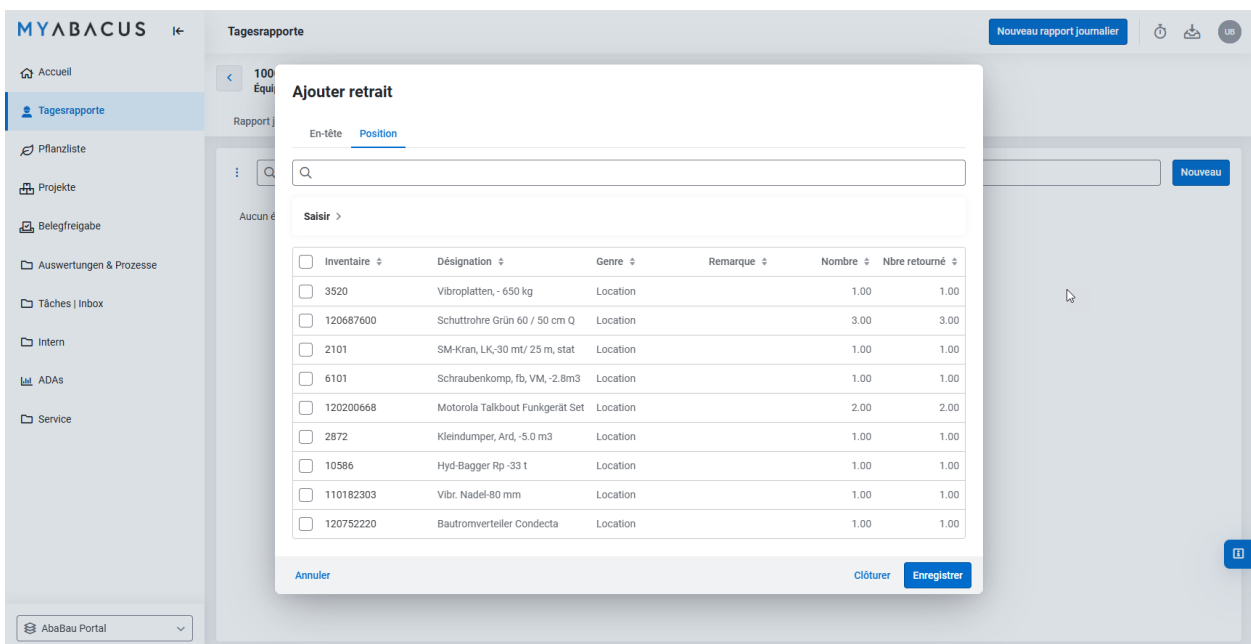 MYABACUS
Tagesrapporte
Nouveau rapport journalier
UB
Accueil
Tagesrapporte
Pflanzliste
Projekte
Belegfreigabe
Auswertungen & Prozesse
Tâches | Inbox
Intern
ADAs
Service
AbaBau Portal
100
Équi
Rapport j
Nouveau
Aucun é
Ajouter retrait
En-tête Position
Saisir
Inventaire Désignation Genre Remarque Nombre Nbre retourné
3520 Vibroplatten, - 650 kg Location 1.00 1.00
120687600 Schuttrohre Grün 60 / 50 cm Q Location 3.00 3.00
2101 SM-Kran, LK,-30 mt/ 25 m, stat Location 1.00 1.00
6101 Schraubenkomp, fb, VM, -2.8m3 Location 1.00 1.00
120200668 Motorola Talkbout Funkgerät Set Location 2.00 2.00
2872 Kleindumper, Ard, -5.0 m3 Location 1.00 1.00
10586 Hyd-Bagger Rp -33 t Location 1.00 1.00
110182303 Vibr. Nadel-80 mm Location 1.00 1.00
120752220 Bautromverteiler Condecta Location 1.00 1.00
Annuler Clôturer Enregistrer